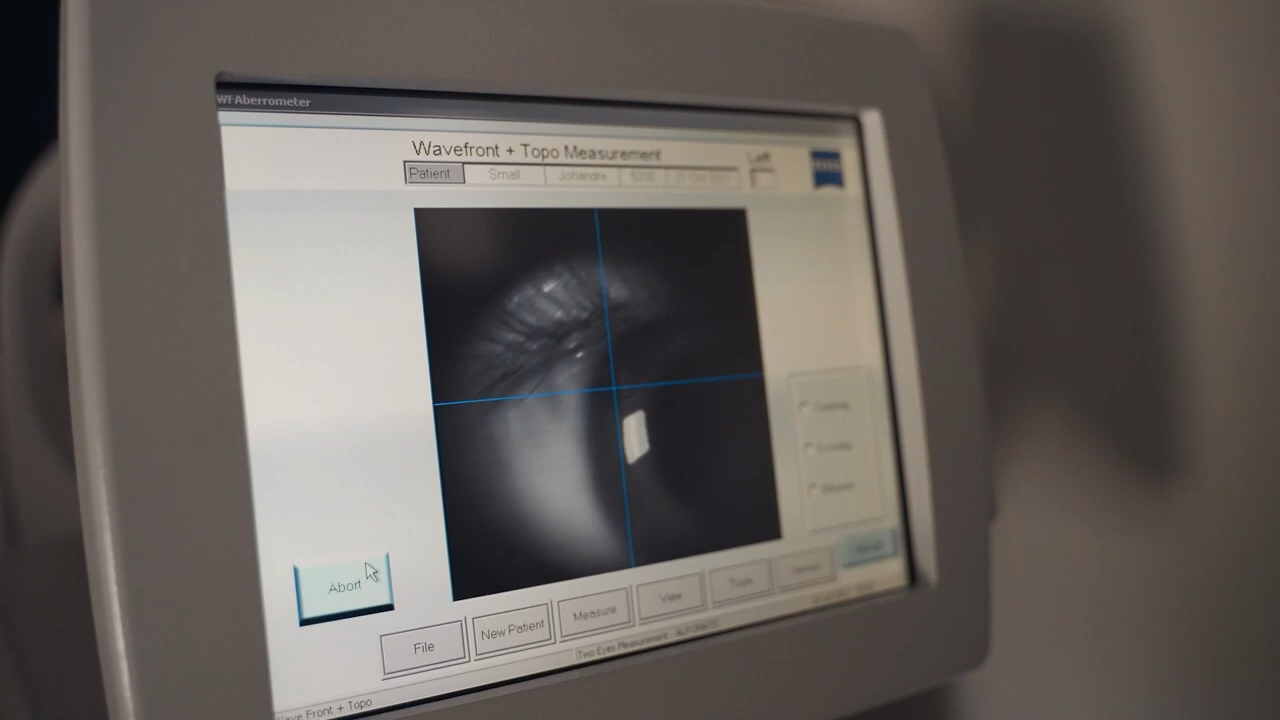 WFAberrometer
Wavefront + Topo Measurement
Patient Small Johandre
Left
Abort
File New Patient Measure View Tools
Two Eyes Measurement - AUTOMATIC
Wave Front + Topo